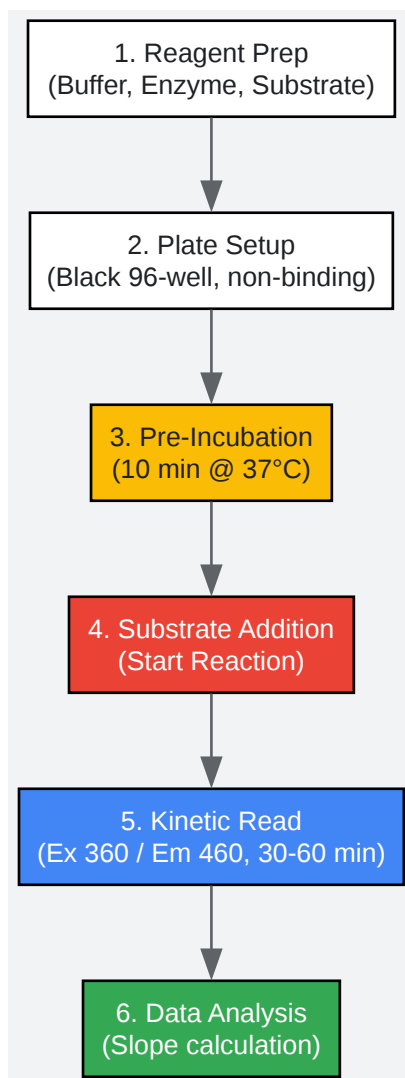 1. Reagent Prep
(Buffer, Enzyme, Substrate)
2. Plate Setup
(Black 96-well, non-binding)
3. Pre-Incubation
(10 min @ 37°C)
4. Substrate Addition
(Start Reaction)
5. Kinetic Read
(Ex 360 / Em 460, 30-60 min)
6. Data Analysis
(Slope calculation)